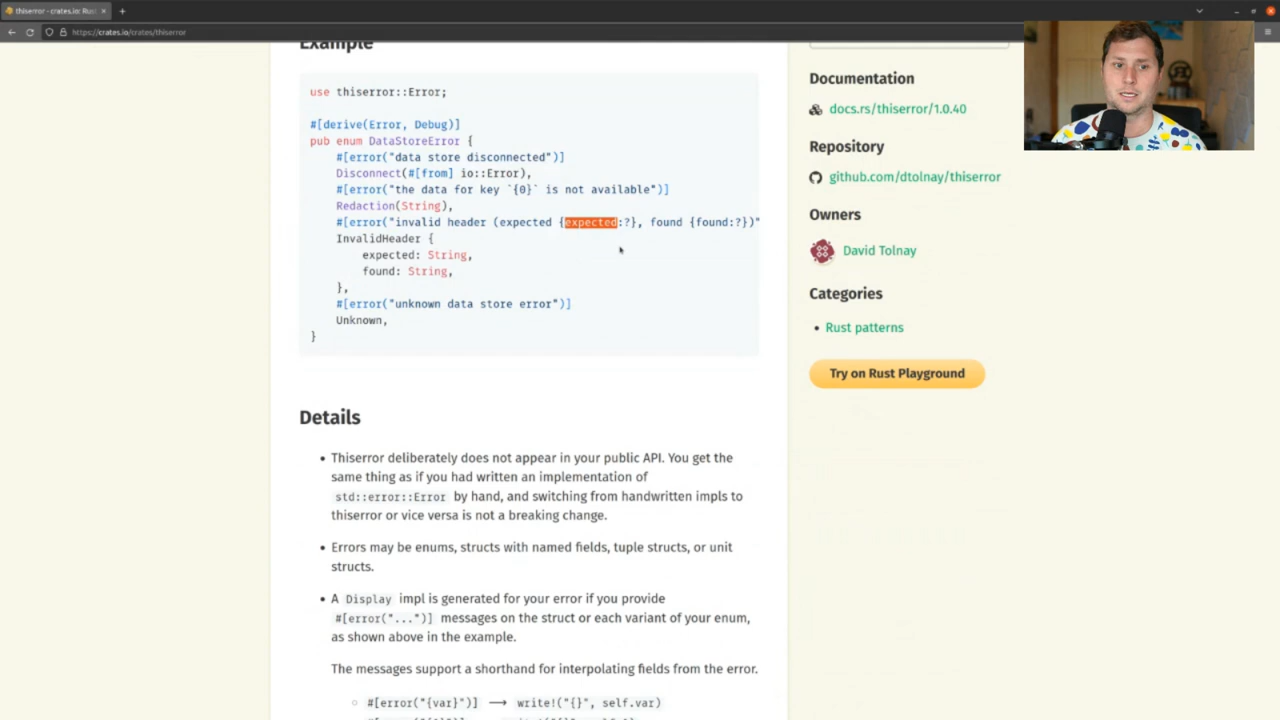 thiserror - crates.io: Rust
https://crates.io/crates/thiserror
Example
use thiserror::Error;
#[derive(Error, Debug)]
pub enum DataStoreError {
#[error("data store disconnected")]
Disconnect(#[from] io::Error),
#[error("the data for key `{0}` is not available")]
Redaction(String),
#[error("invalid header (expected {expected:?}, found {found:?})"
InvalidHeader {
expected: String,
found: String,
},
#[error("unknown data store error")]
Unknown,
}
Details
• Thiserror deliberately does not appear in your public API. You get the
same thing as if you had written an implementation of
std::error::Error by hand, and switching from handwritten impls to
thiserror or vice versa is not a breaking change.
• Errors may be enums, structs with named fields, tuple structs, or unit
structs.
• A Display impl is generated for your error if you provide
#[error("...")] messages on the struct or each variant of your enum,
as shown above in the example.
The messages support a shorthand for interpolating fields from the error.
◦ #[error("{var}")] ⟶ write!("{}", self.var)
Documentation
docs.rs/thiserror/1.0.40
Repository
github.com/dtolnay/thiserror
Owners
David Tolnay
Categories
• Rust patterns
Try on Rust Playground